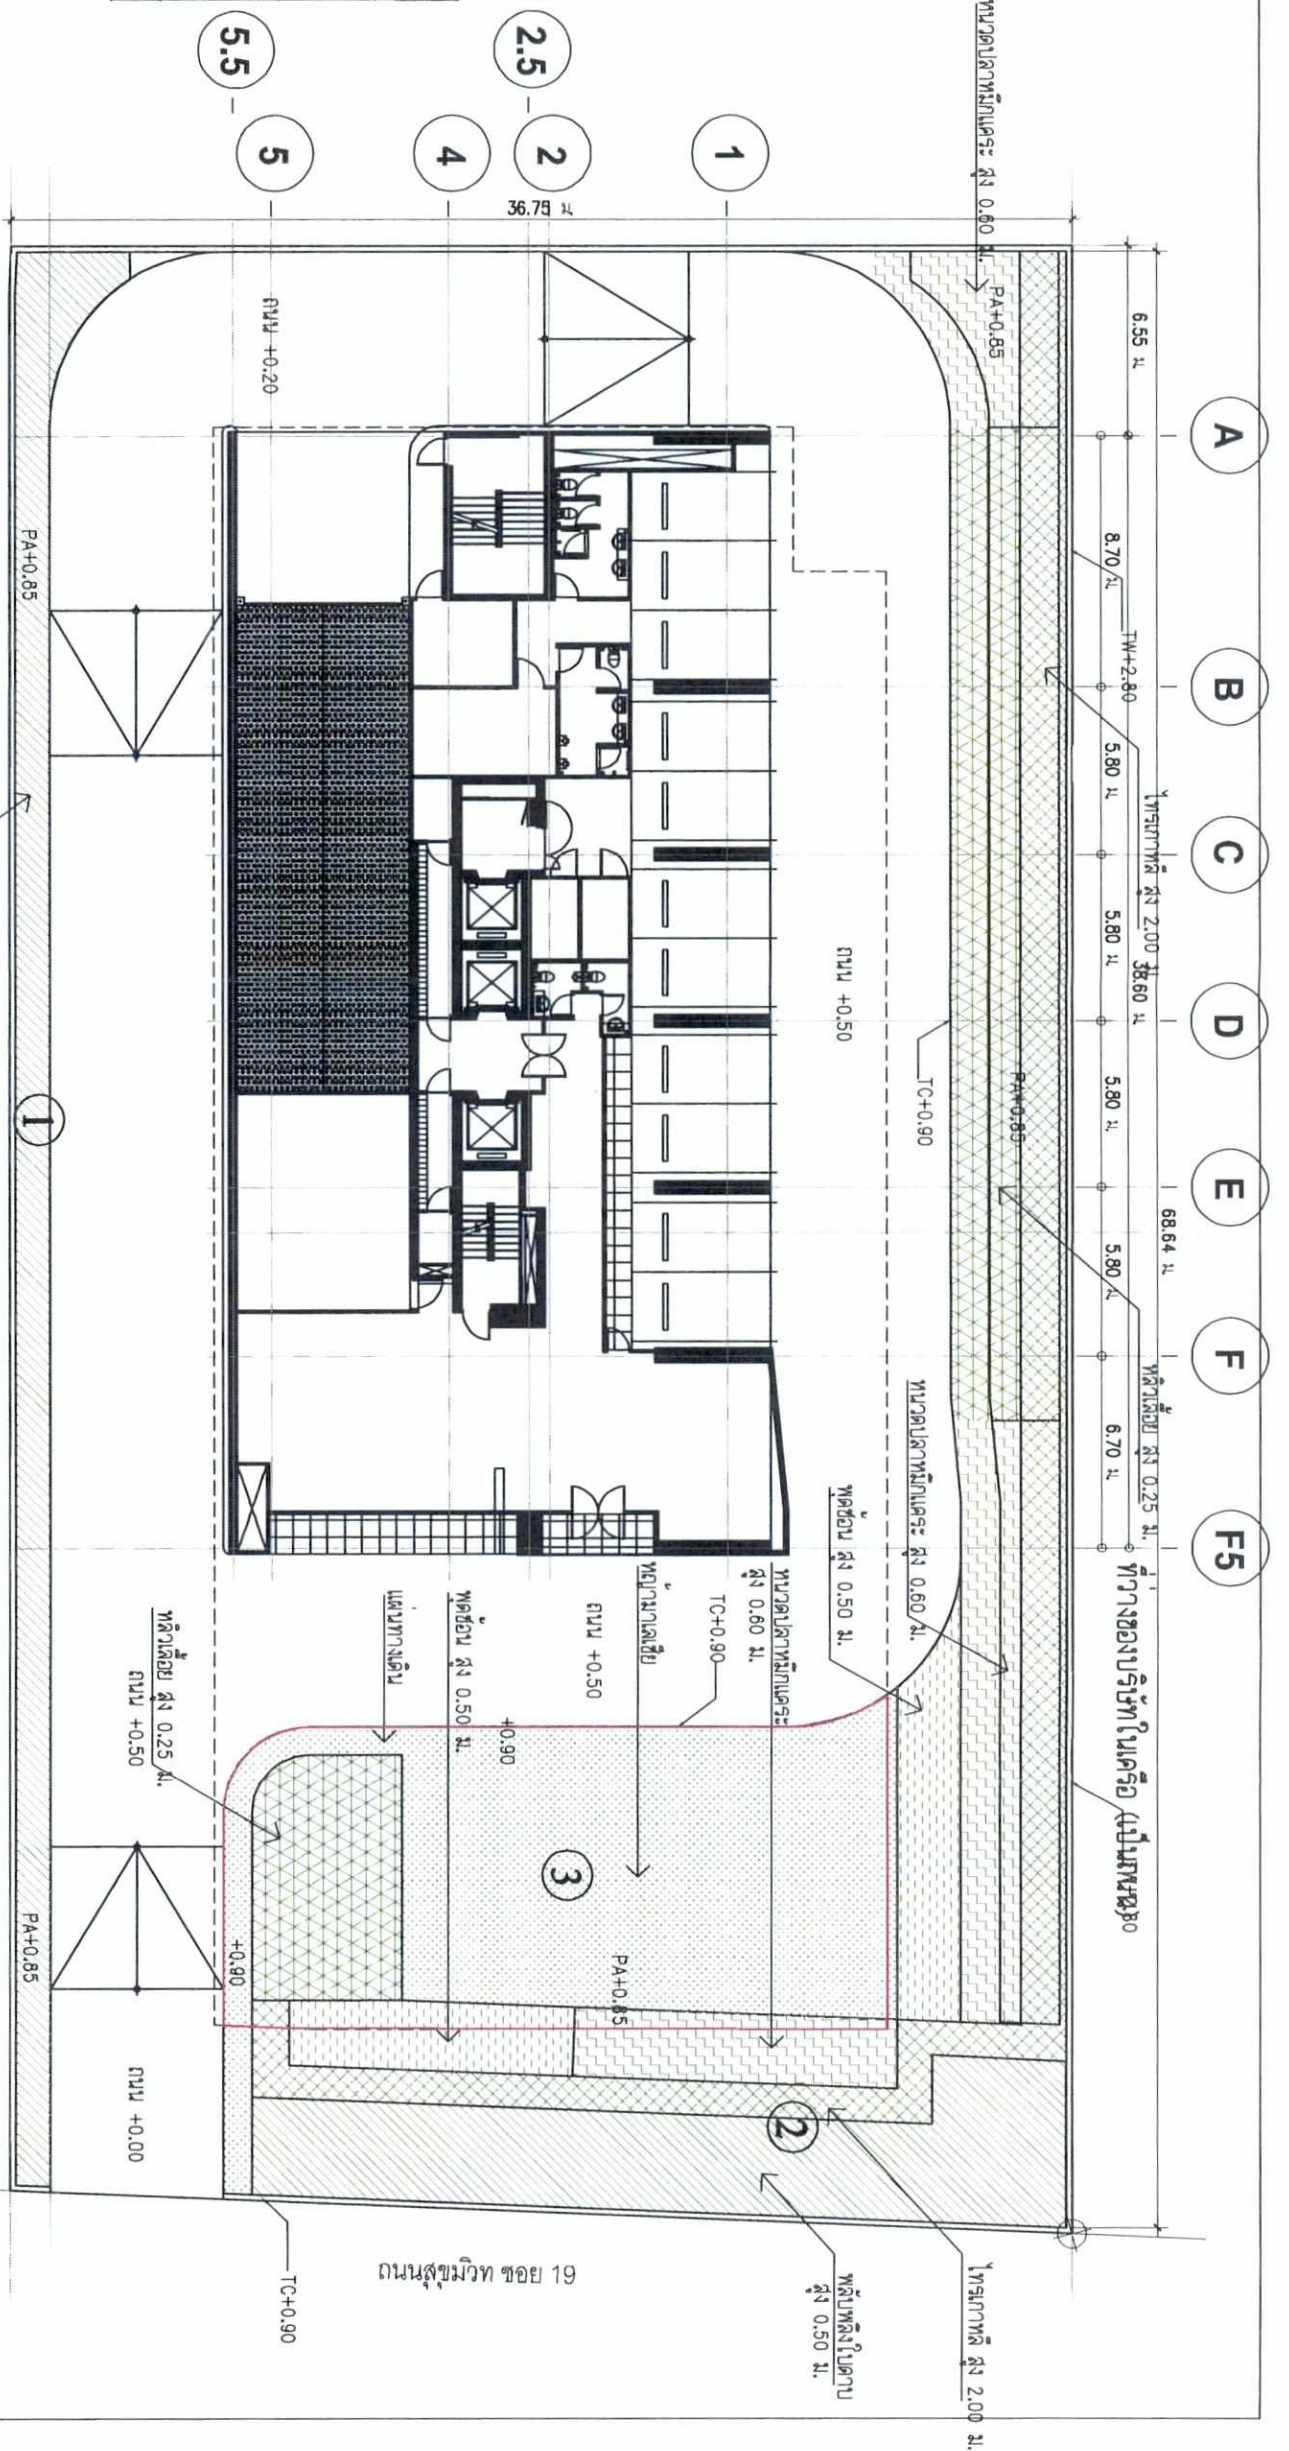 A
B
C
D
E
F
F5
68.64 ม
38.60 ม
6.55 ม
8.70 ม
5.80 ม
5.80 ม
5.80 ม
5.80 ม
6.70 ม
TW+2.80
ไทรเกาหลี สูง 2.00 ม.
หลิวเลื้อย สูง 0.25 ม.
ที่ว่างของบริษัทในเครือ
หนวดปลาหมึกแคระ สูง 0.60 ม.
PA+0.85
PA+0.85
TC+0.90
ถนน +0.50
หนวดปลาหมึกแคระ สูง 0.60 ม.
พุดซ้อน สูง 0.50 ม.
1
2
2.5
4
5
5.5
36.75 ม
ถนน +0.20
หนวดปลาหมึกแคระ
สูง 0.60 ม.
TC+0.90
หญ้ามาเลเซีย
ถนน +0.50
+0.90
พุดซ้อน สูง 0.50 ม.
แผ่นทางเดิน
หลิวเลื้อย สูง 0.25 ม.
ถนน +0.50
3
PA+0.85
2
+0.90
ถนน +0.00
PA+0.85
1
PA+0.85
ไทรเกาหลี สูง 2.00 ม.
พลับพลึงใบดาบ
สูง 0.50 ม.
ถนนสุขุมวิท ซอย 19
TC+0.90